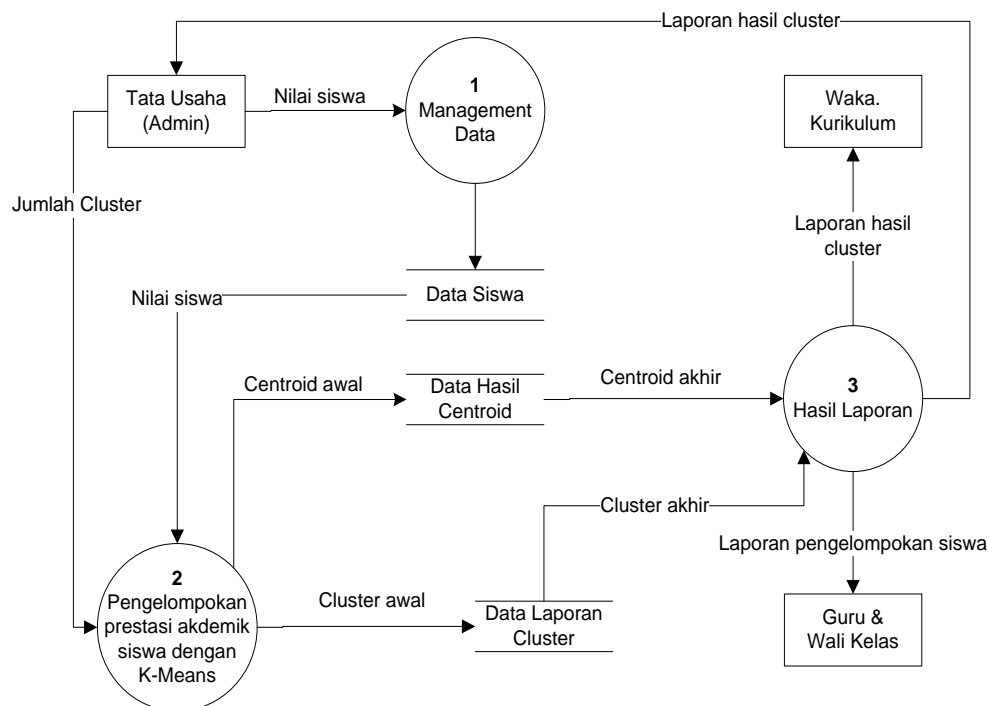 Laporan hasil cluster
Tata Usaha
(Admin)
Nilai siswa
1
Management
Data
Waka.
Kurikulum
Jumlah Cluster
Laporan hasil
cluster
Nilai siswa
Data Siswa
Centroid awal
Data Hasil
Centroid
Centroid akhir
3
Hasil Laporan
Cluster akhir
Laporan pengelompokan siswa
2
Pengelompokan
prestasi akdemik
siswa dengan
K-Means
Cluster awal
Data Laporan
Cluster
Guru &
Wali Kelas